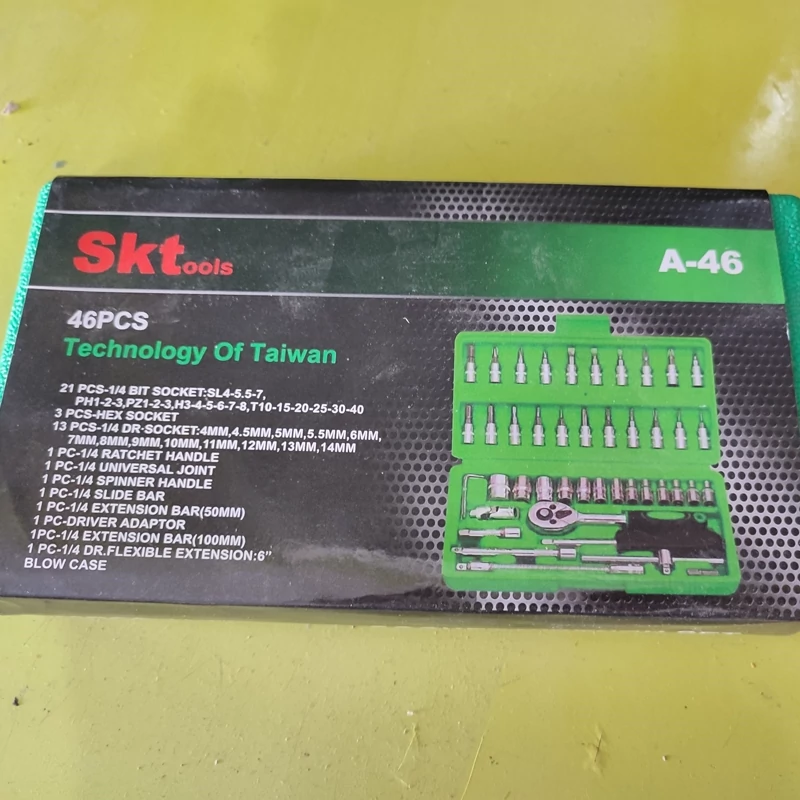 Sktools
A-46
46PCS
Technology Of Taiwan
21 PCS-1/4 BIT SOCKET:SL4-5.5-7,
PH1-2-3,PZ1-2-3,H3-4-5-6-7-8,T10-15-20-25-30-40
3 PCS-HEX SOCKET
13 PCS-1/4 DR·SOCKET:4MM,4.5MM,5MM,5.5MM,6MM,
7MM,8MM,9MM,10MM,11MM,12MM,13MM,14MM
1 PC-1/4 RATCHET HANDLE
1 PC-1/4 UNIVERSAL JOINT
1 PC-1/4 SPINNER HANDLE
1 PC-1/4 SLIDE BAR
1 PC-1/4 EXTENSION BAR(50MM)
1 PC-DRIVER ADAPTOR
1PC-1/4 EXTENSION BAR(100MM)
1 PC-1/4 DR.FLEXIBLE EXTENSION:6”
BLOW CASE